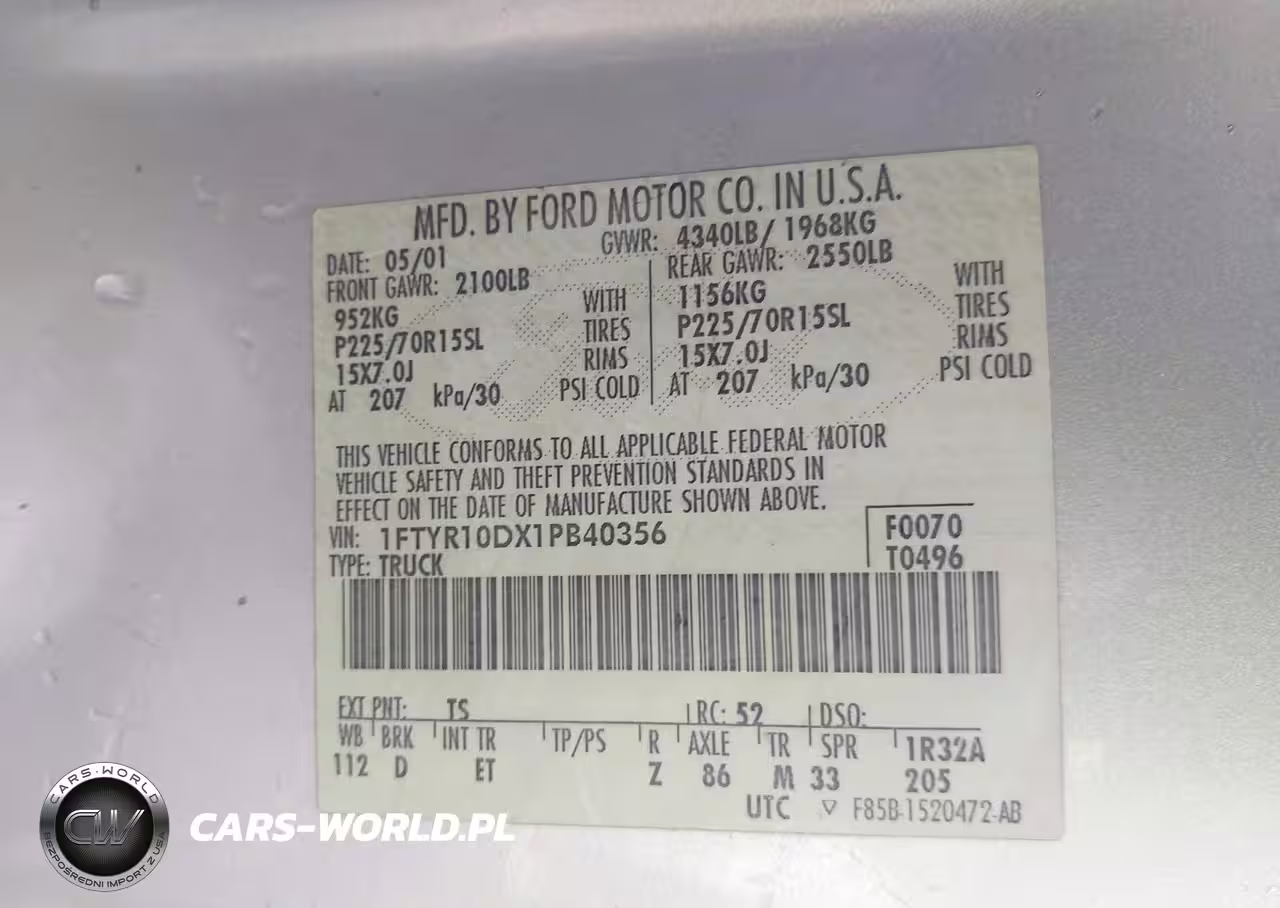 MFD. BY FORD MOTOR CO. IN U.S.A.
DATE: 05/01 GVWR: 4340LB/ 1968KG
FRONT GAWR: 2100LB
952KG WITH
P225/70R15SL TIRES
15X7.0J RIMS
AT 207 kPa/30 PSI COLD
REAR GAWR: 2550LB
1156KG WITH
P225/70R15SL TIRES
15X7.0J RIMS
AT 207 kPa/30 PSI COLD
THIS VEHICLE CONFORMS TO ALL APPLICABLE FEDERAL MOTOR
VEHICLE SAFETY AND THEFT PREVENTION STANDARDS IN
EFFECT ON THE DATE OF MANUFACTURE SHOWN ABOVE.
VIN: 1FTYR10DX1PB40356 F0070
TYPE: TRUCK T0496
EXT PNT: TS RC: 52 DSO:
WB BRK INT TR TP/PS R AXLE TR SPR 1R32A
112 D ET Z 86 M 33 205
UTC ▽ F85B-1520472-AB
CARS-WORLD
CW
BEZPOŚREDNI IMPORT Z USA
CARS-WORLD.PL